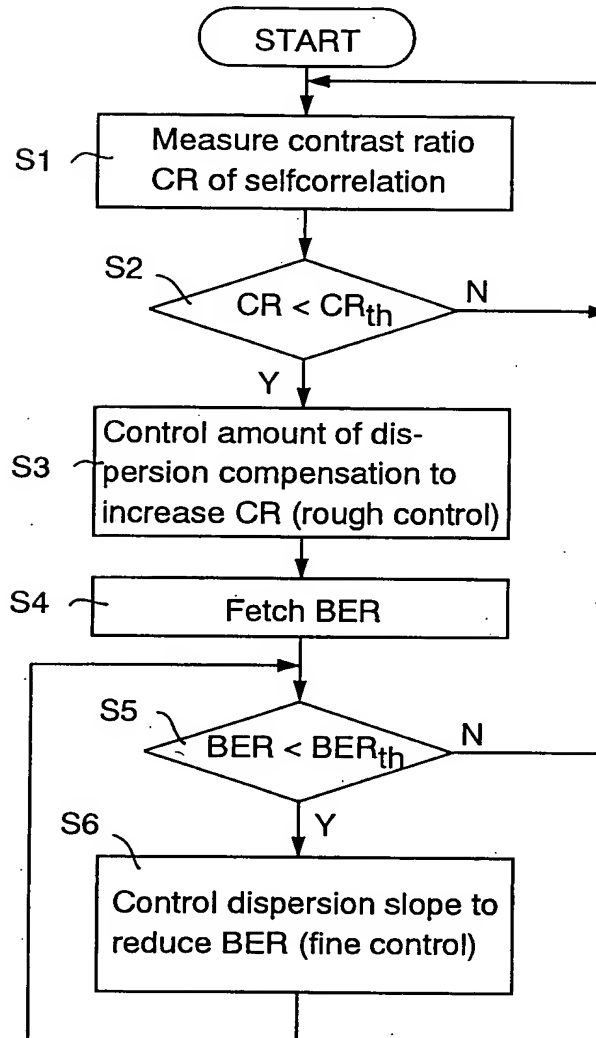 START
S1
Measure contrast ratio
CR of selfcorrelation
S2
CR < CRth
N
Y
S3
Control amount of dis-
persion compensation to
increase CR (rough control)
S4
Fetch BER
S5
BER < BERth
N
Y
S6
Control dispersion slope to
reduce BER (fine control)